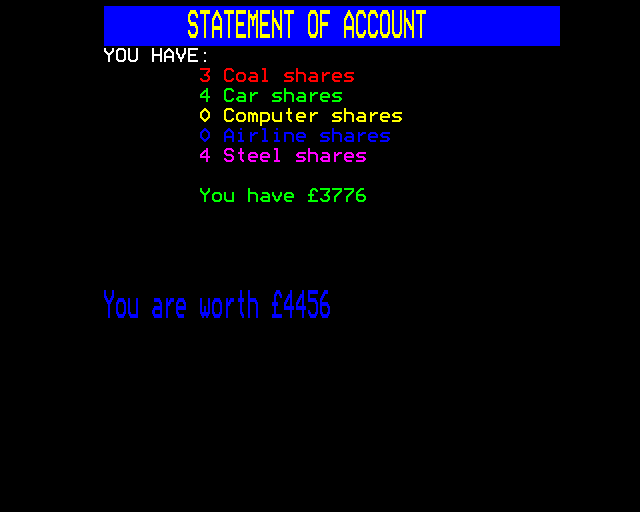 STATEMENT OF ACCOUNT
YOU HAVE:
3 Coal shares
4 Car shares
0 Computer shares
0 Airline shares
4 Steel shares
You have £3776
You are worth £4456